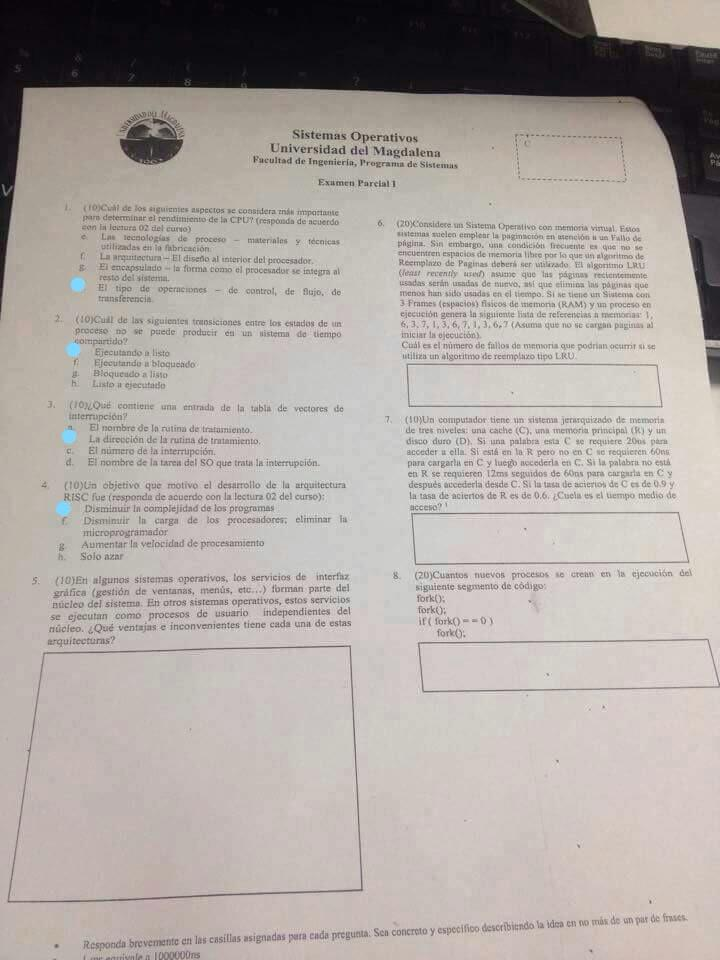 Sistemas Operativos
Universidad del Magdalena
Facultad de Ingeniería, Programa de Sistemas
Examen Parcial 1
C
1. (10)Cuál de los siguientes aspectos se considera más importante
para determinar el rendimiento de la CPU? (responda de acuerdo
con la lectura 02 del curso)
e. Las tecnologías de proceso – materiales y técnicas
utilizadas en la fabricación.
f. La arquitectura – El diseño al interior del procesador.
g. El encapsulado – la forma como el procesador se integra al
resto del sistema.
El tipo de operaciones – de control, de flujo, de
transferencia.
2. (10)Cuál de las siguientes transiciones entre los estados de un
proceso no se puede producir en un sistema de tiempo
compartido?
Ejecutando a listo
f. Ejecutando a bloqueado
g. Bloqueado a listo
h. Listo a ejecutado
3. (10)¿Qué contiene una entrada de la tabla de vectores de
interrupción?
a. El nombre de la rutina de tratamiento.
La dirección de la rutina de tratamiento.
c. El número de la interrupción.
d. El nombre de la tarea del SO que trata la interrupción.
4. (10)Un objetivo que motivo el desarrollo de la arquitectura
RISC fue (responda de acuerdo con la lectura 02 del curso):
Disminuir la complejidad de los programas
f. Disminuir la carga de los procesadores; eliminar la
microprogramador
g. Aumentar la velocidad de procesamiento
h. Solo azar
5. (10)En algunos sistemas operativos, los servicios de interfaz
gráfica (gestión de ventanas, menús, etc...) forman parte del
núcleo del sistema. En otros sistemas operativos, estos servicios
se ejecutan como procesos de usuario independientes del
núcleo. ¿Qué ventajas e inconvenientes tiene cada una de estas
arquitecturas?
6. (20)Considere un Sistema Operativo con memoria virtual. Estos
sistemas suelen emplear la paginación en atención a un Fallo de
página. Sin embargo, una condición frecuente es que no se
encuentren espacios de memoria libre por lo que un algoritmo de
Reemplazo de Paginas deberá ser utilizado. El algoritmo LRU
(least recently used) asume que las páginas recientemente
usadas serán usadas de nuevo, así que elimina las páginas que
menos han sido usadas en el tiempo. Si se tiene un Sistema con
3 Frames (espacios) físicos de memoria (RAM) y un proceso en
ejecución genera la siguiente lista de referencias a memorias: 1,
6, 3, 7, 1, 3, 6, 7, 1, 3, 6, 7 (Asuma que no se cargan paginas al
iniciar la ejecución).
Cuál es el número de fallos de memoria que podrían ocurrir si se
utiliza un algoritmo de reemplazo tipo LRU.
7. (10)Un computador tiene un sistema jerarquizado de memoria
de tres niveles: una cache (C), una memoria principal (R) y un
disco duro (D). Si una palabra esta C se requiere 20ns para
acceder a ella. Si está en la R pero no en C se requieren 60ns
para cargarla en C y luego accederla en C. Si la palabra no está
en R se requieren 12ms seguidos de 60ns para cargarla en C y
después accederla desde C. Si la tasa de aciertos de C es de 0.9 y
la tasa de aciertos de R es de 0.6. ¿Cuela es el tiempo medio de
acceso? 1
8. (20)Cuantos nuevos procesos se crean en la ejecución del
siguiente segmento de código:
fork();
fork();
if ( fork() = = 0 )
fork();
• Responda brevemente en las casillas asignadas para cada pregunta. Sea concreto y específico describiendo la idea en no más de un par de frases.
1 ms equivale a 1000000ns